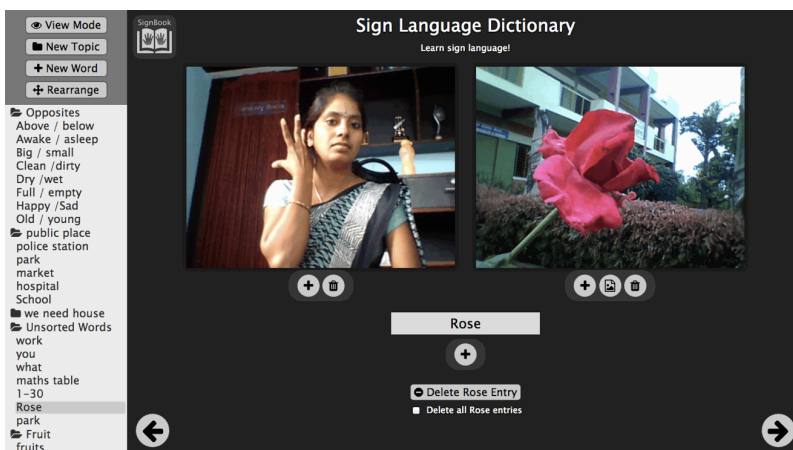 View Mode
New Topic
New Word
Rearrange
Opposites
Above / below
Awake / asleep
Big / small
Clean /dirty
Dry /wet
Full / empty
Happy /Sad
Old / young
public place
police station
park
market
hospital
School
we need house
Unsorted Words
work
you
what
maths table
1-30
Rose
park
Fruit
fruits
SignBook
Sign Language Dictionary
Learn sign language!
Rose
Delete Rose Entry
Delete all Rose entries